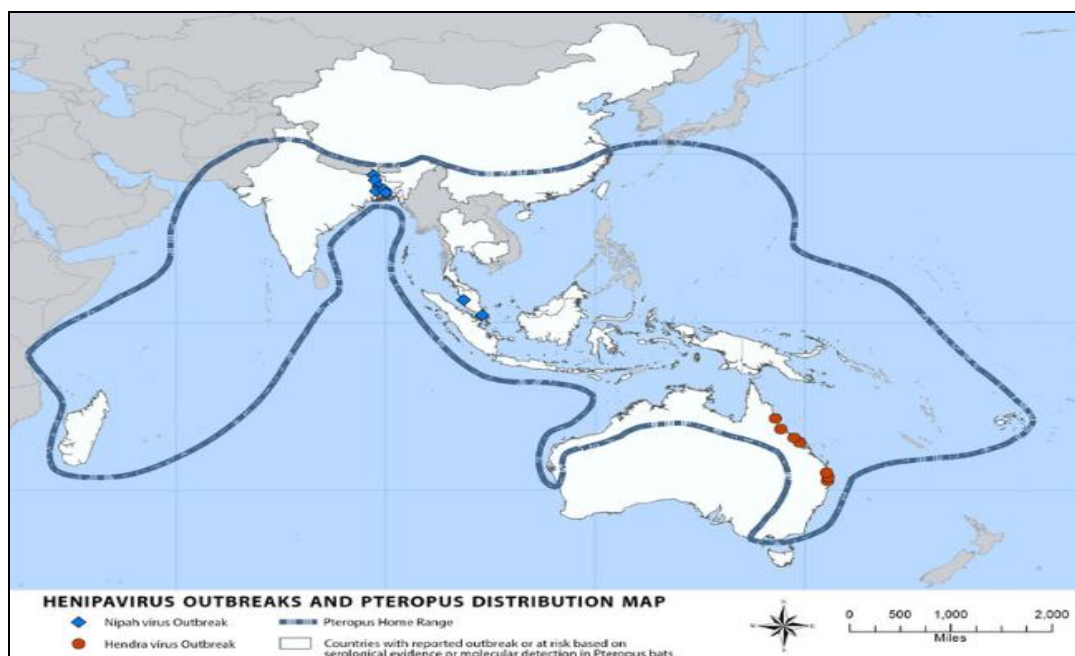 HENIPAVIRUS OUTBREAKS AND PTEROPUS DISTRIBUTION MAP
Nipah virus Outbreak
Pteropus Home Range
Hendra virus Outbreak
Countries with reported outbreak or at risk based on
serological evidence or molecular detection in Pteropus bats
0 500 1,000 2,000
Miles